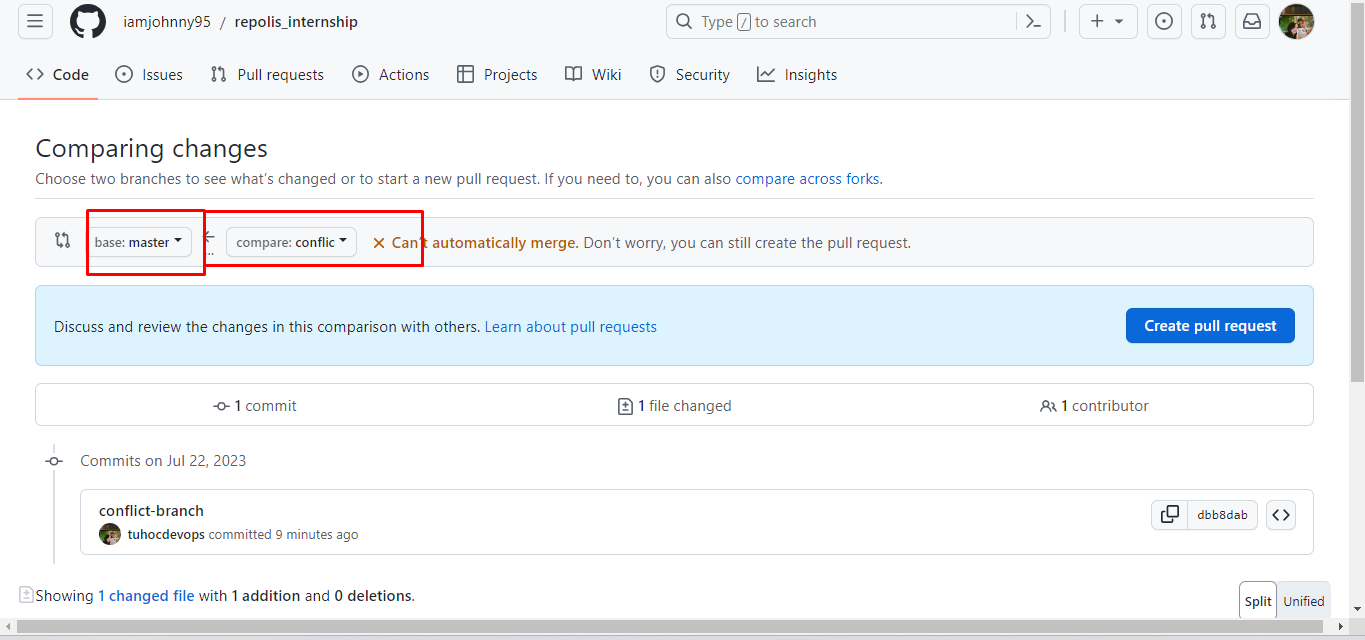 iamjohnny95 / repolis_internship
Type / to search
Code Issues Pull requests Actions Projects Wiki Security Insights
Comparing changes
Choose two branches to see what's changed or to start a new pull request. If you need to, you can also compare across forks.
base: master compare: conflic Can't automatically merge. Don't worry, you can still create the pull request.
Discuss and review the changes in this comparison with others. Learn about pull requests Create pull request
1 commit 1 file changed 1 contributor
Commits on Jul 22, 2023
conflict-branch
tuhocdevops committed 9 minutes ago
dbb8dab
Showing 1 changed file with 1 addition and 0 deletions.
Split Unified